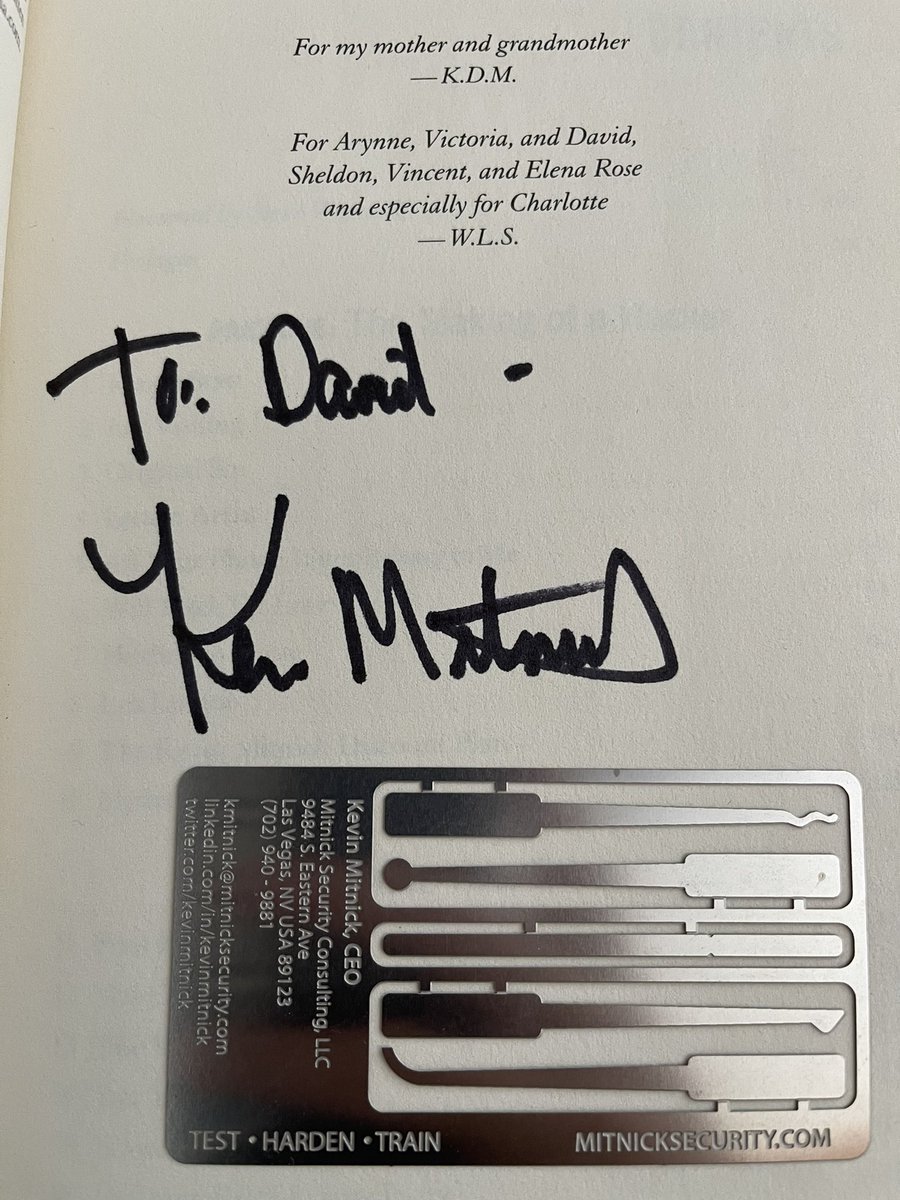 For my mother and grandmother
— K.D.M.
For Arynne, Victoria, and David,
Sheldon, Vincent, and Elena Rose
and especially for Charlotte
— W.L.S.
To: David -
Kevin Mitnick
Kevin Mitnick, CEO
Mitnick Security Consulting, LLC
9484 S. Eastern Ave
Las Vegas, NV USA 89123
(702) 940 - 9881
kmitnick@mitnicksecurity.com
linkedin.com/in/kevinmitnick
twitter.com/kevinmitnick
TEST • HARDEN • TRAIN
MITNICKSECURITY.COM